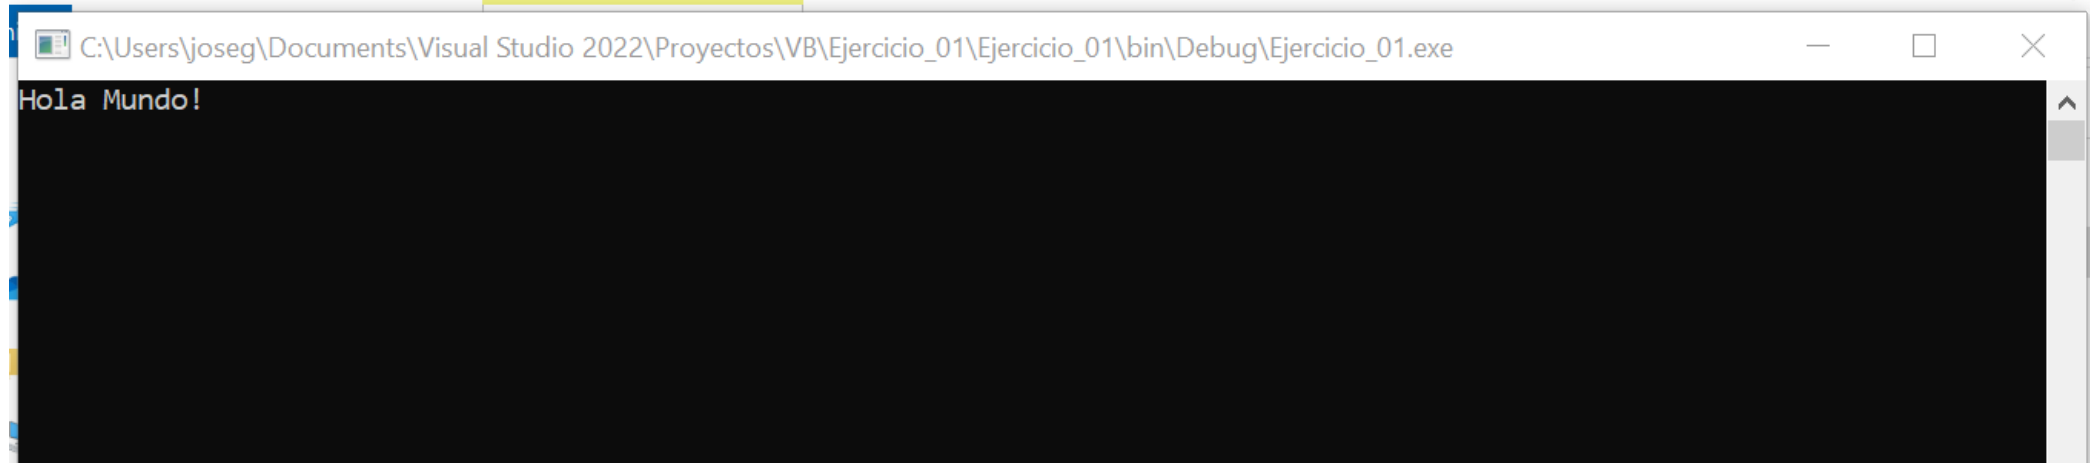 C:\Users\joseg\Documents\Visual Studio 2022\Proyectos\VB\Ejercicio_01\Ejercicio_01\bin\Debug\Ejercicio_01.exe
Hola Mundo!